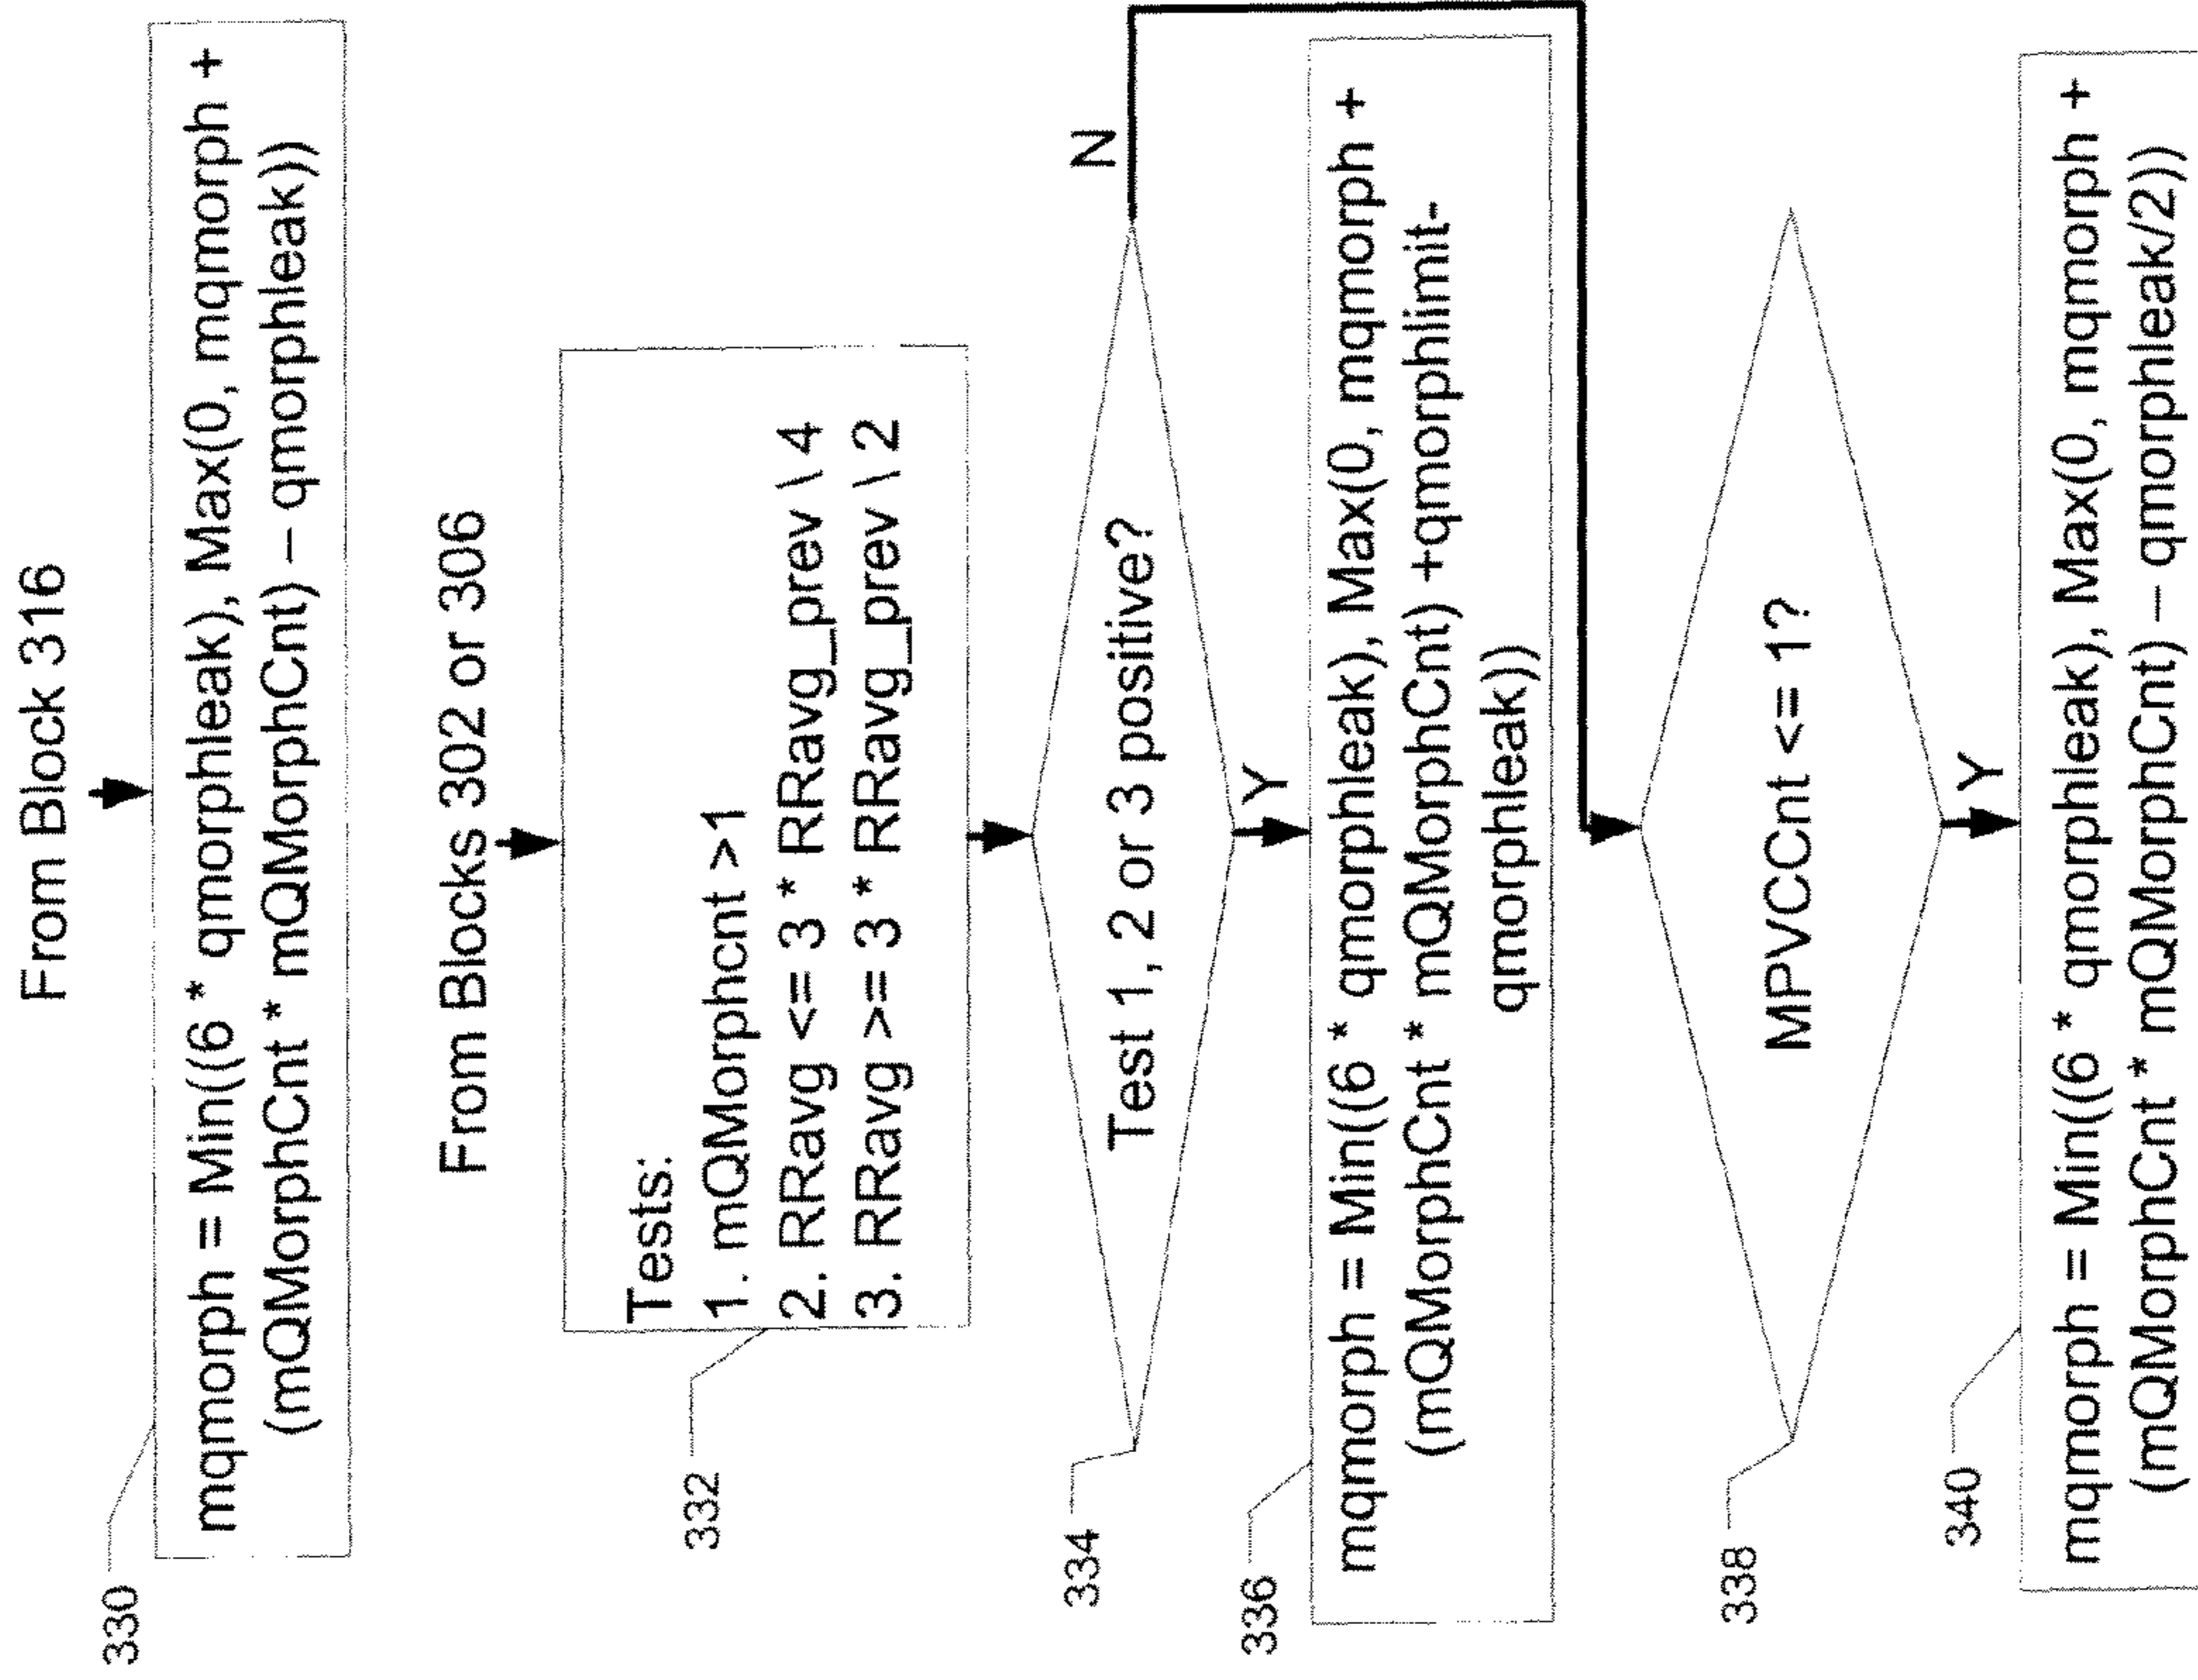 From Block 316
330
mqmorph = Min((6 * qmorphleak), Max(0, mqmorph +
(mQMorphCnt * mQMorphCnt) – qmorphleak))
From Blocks 302 or 306
332
Tests:
1. mQMorphcnt >1
2. RRavg <= 3 * RRavg_prev \ 4
3. RRavg >= 3 * RRavg_prev \ 2
334
Test 1, 2 or 3 positive?
N
Y
336
mqmorph = Min((6 * qmorphleak), Max(0, mqmorph +
(mQMorphCnt * mQMorphCnt) +qmorphlimit-
qmorphleak))
338
MPVCCnt <= 1?
Y
340
mqmorph = Min((6 * qmorphleak), Max(0, mqmorph +
(mQMorphCnt * mQMorphCnt) – qmorphleak/2))